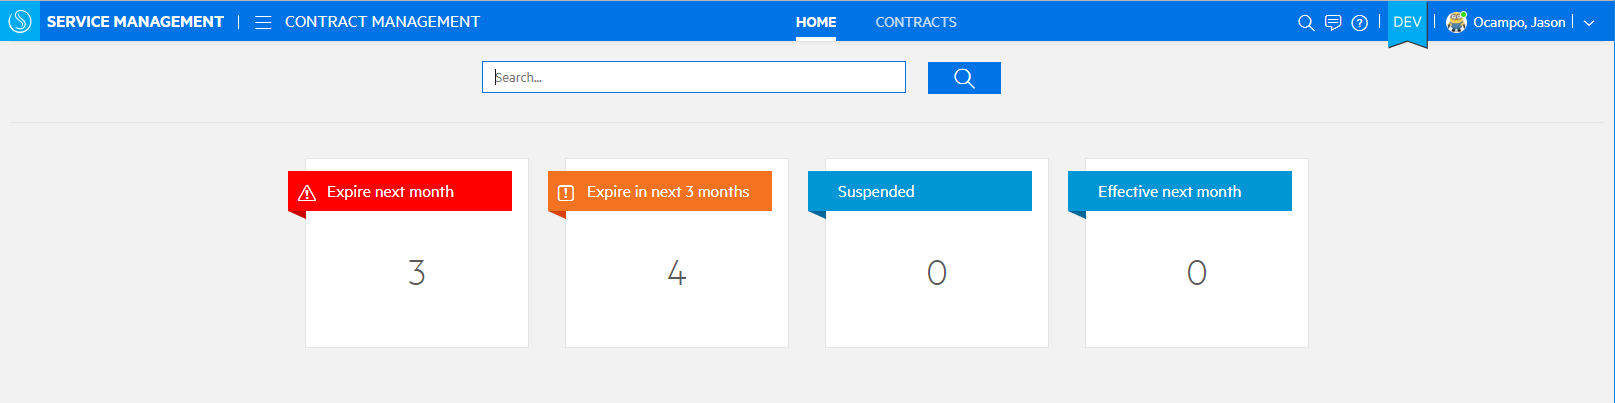 SERVICE MANAGEMENT | CONTRACT MANAGEMENT HOME CONTRACTS DEV Ocampo, Jason
Search...
Expire next month
3
Expire in next 3 months
4
Suspended
0
Effective next month
0